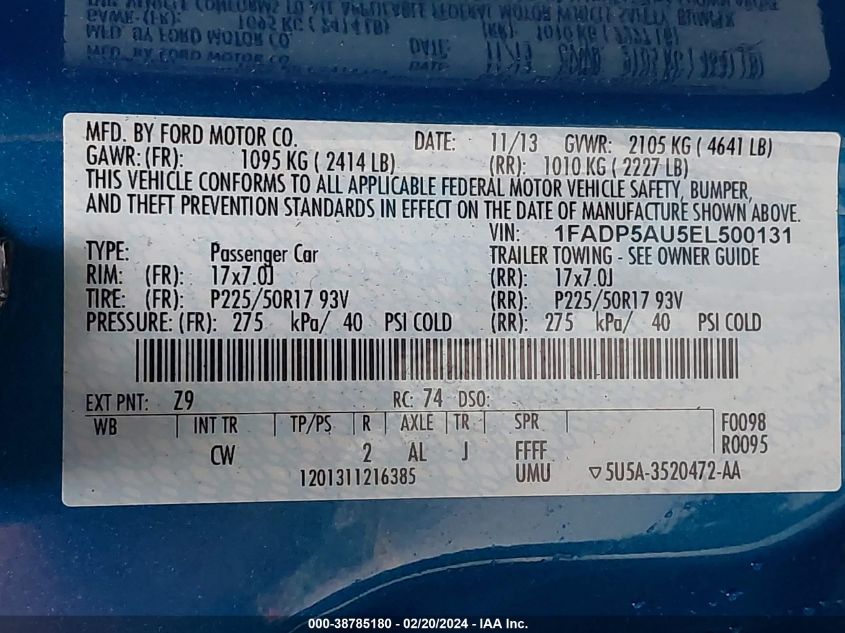 MFD. BY FORD MOTOR CO. DATE: 11/13 GVWR: 2105 KG ( 4641 LB)
GAWR: (FR): 1095 KG ( 2414 LB) (RR): 1010 KG ( 2227 LB)
THIS VEHICLE CONFORMS TO ALL APPLICABLE FEDERAL MOTOR VEHICLE SAFETY, BUMPER,
AND THEFT PREVENTION STANDARDS IN EFFECT ON THE DATE OF MANUFACTURE SHOWN ABOVE.
VIN: 1FADP5AU5EL500131
TYPE: Passenger Car TRAILER TOWING - SEE OWNER GUIDE
RIM: (FR): 17x7.0J (RR): 17x7.0J
TIRE: (FR): P225/50R17 93V (RR): P225/50R17 93V
PRESSURE: (FR): 275 kPa/ 40 PSI COLD (RR): 275 kPa/ 40 PSI COLD
EXT PNT: Z9 RC: 74 DSO:
WB INT TR TP/PS R AXLE TR SPR F0098
CW 2 AL J FFFF R0095
1201311216385 UMU ▽5U5A-3520472-AA
000-38785180 - 02/20/2024 - IAA Inc.